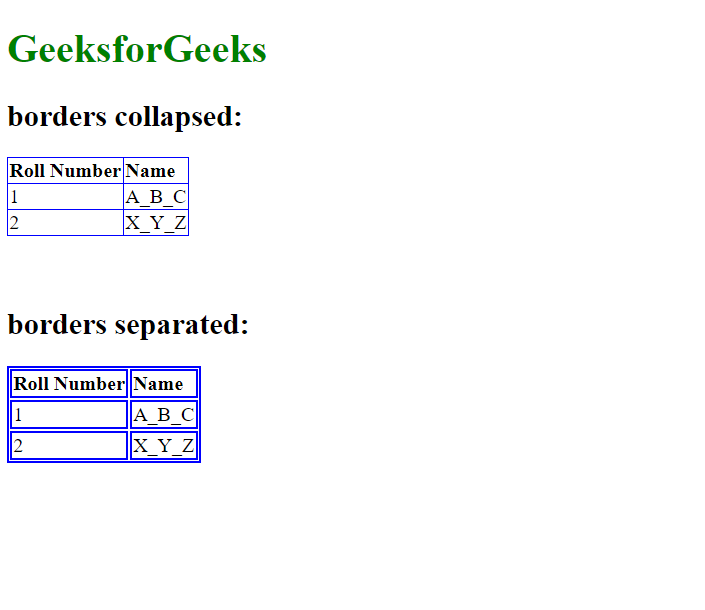 GeeksforGeeks
borders collapsed:
Roll Number Name
1 A_B_C
2 X_Y_Z
borders separated:
Roll Number Name
1 A_B_C
2 X_Y_Z